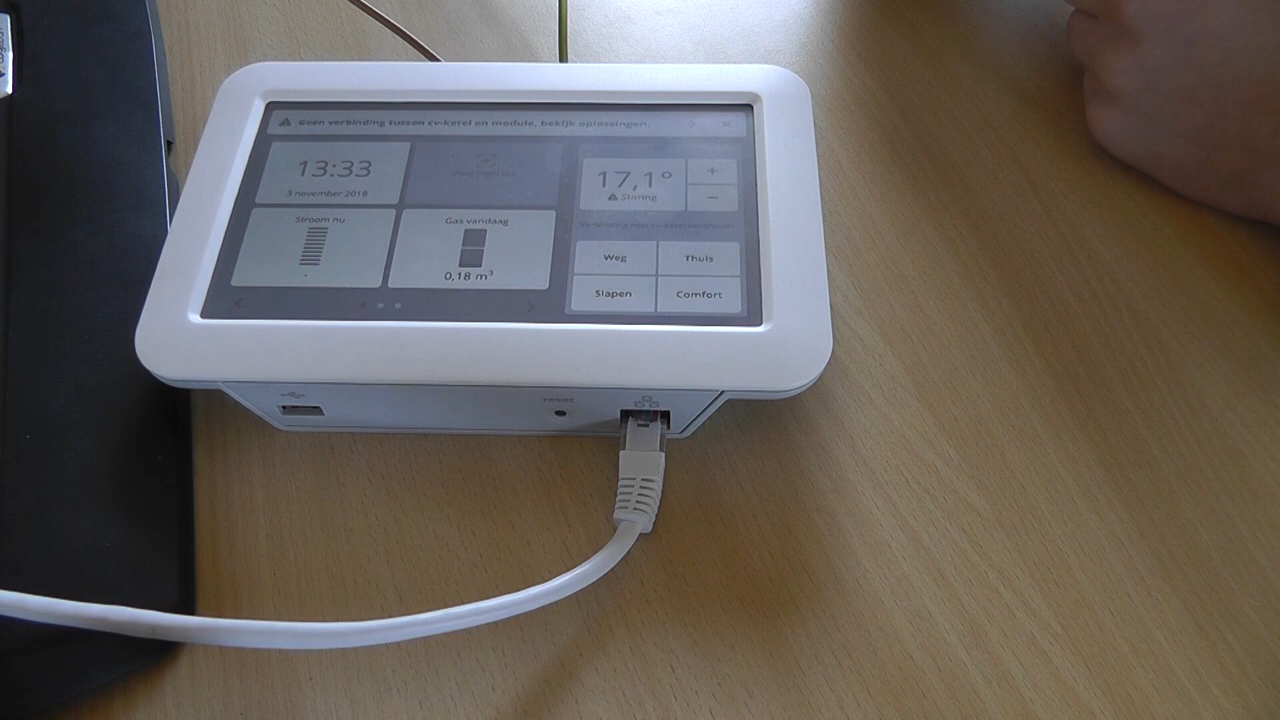 Geen verbinding tussen cv-ketel en module, bekijk oplossingen.
13:33
3 november 2018
17,1°
Storing
+
−
Stroom nu
-
Gas vandaag
0,18 m³
Weg
Thuis
Slapen
Comfort
reset